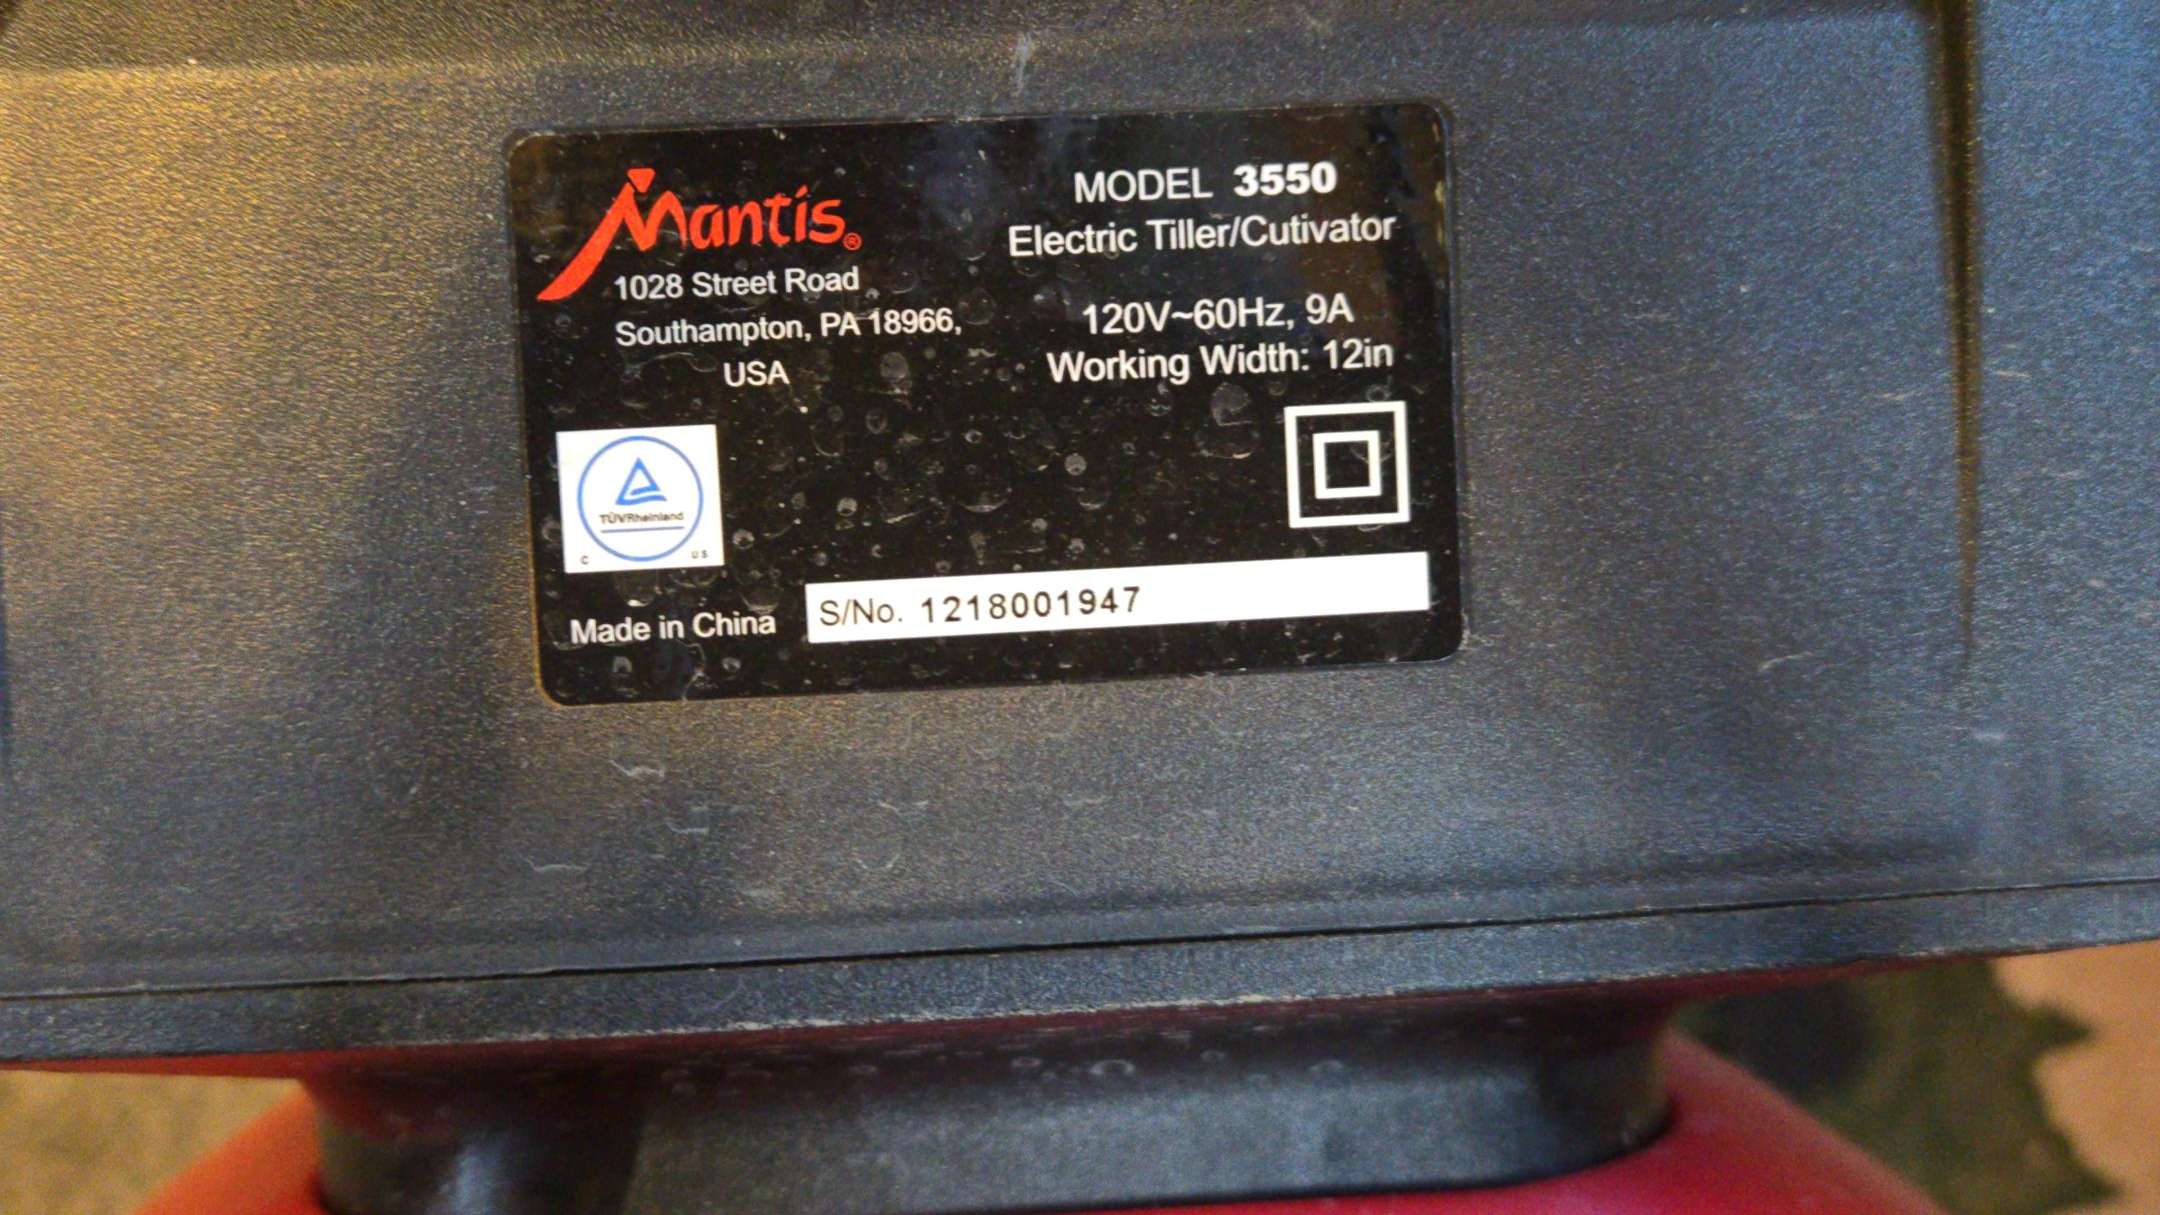 Mantis®
1028 Street Road
Southampton, PA 18966,
USA
MODEL 3550
Electric Tiller/Cutivator
120V~60Hz, 9A
Working Width: 12in
TÜVRheinland
C US
Made in China
S/No. 1218001947